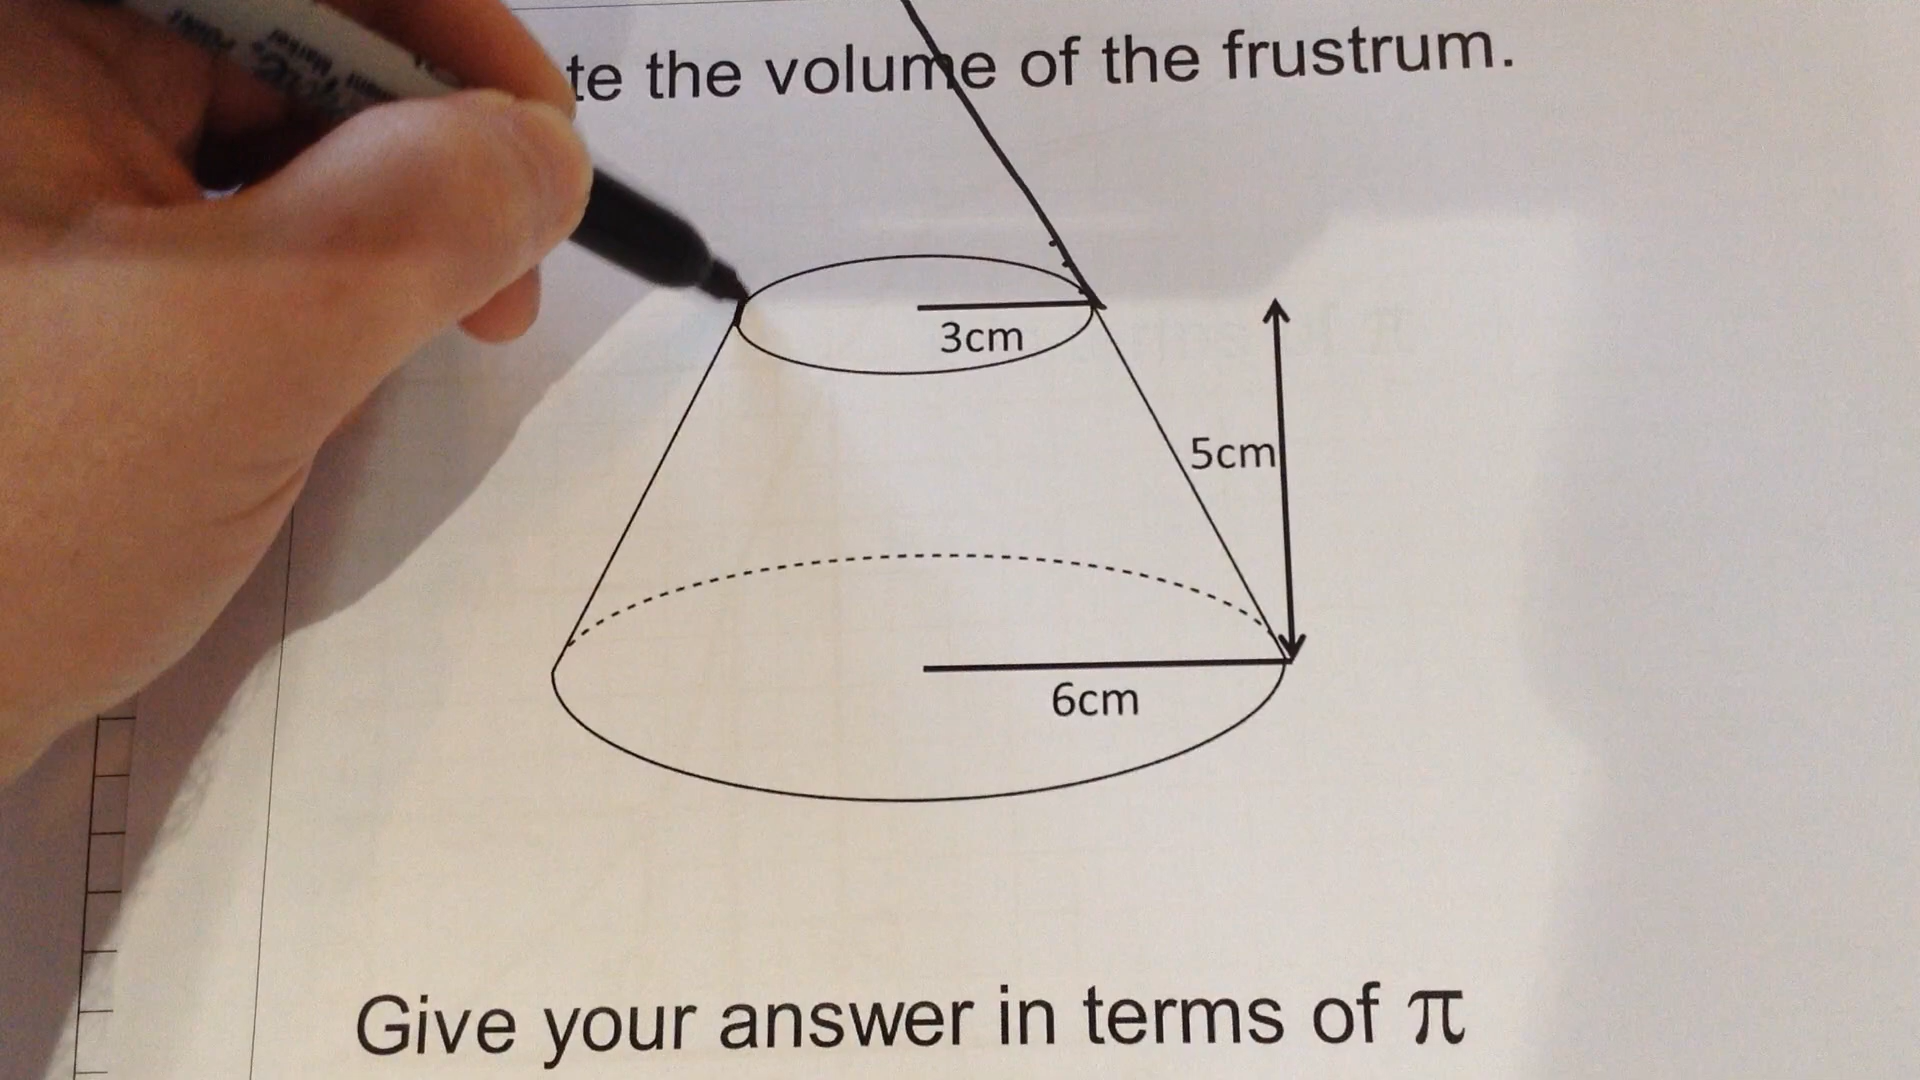 te the volume of the frustrum.
3cm
5cm
6cm
Give your answer in terms of π